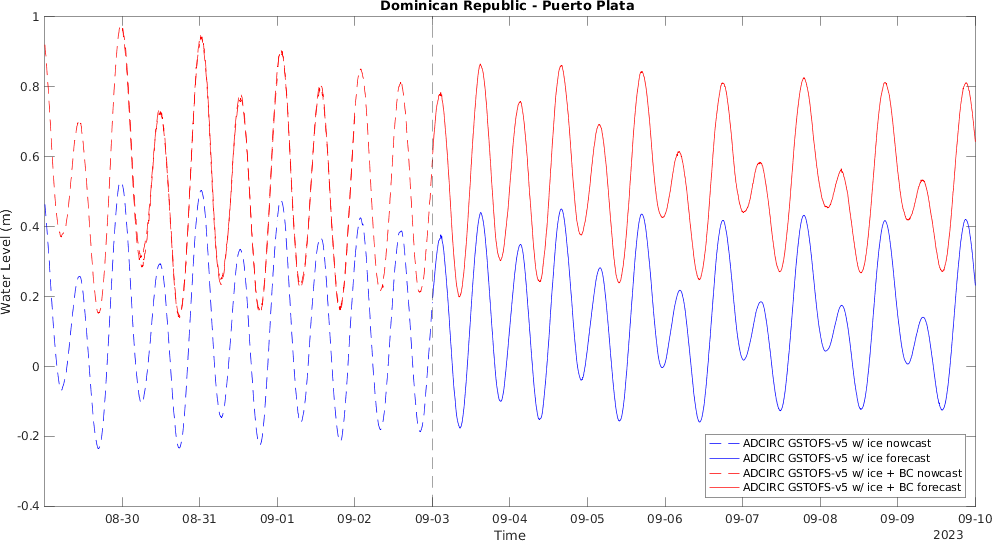 Dominican Republic - Puerto Plata
Water Level (m)
1
0.8
0.6
0.4
0.2
0
-0.2
-0.4
ADCIRC GSTOFS-v5 w/ ice nowcast
ADCIRC GSTOFS-v5 w/ ice forecast
ADCIRC GSTOFS-v5 w/ ice + BC nowcast
ADCIRC GSTOFS-v5 w/ ice + BC forecast
08-30 08-31 09-01 09-02 09-03 09-04 09-05 09-06 09-07 09-08 09-09 09-10
Time
2023